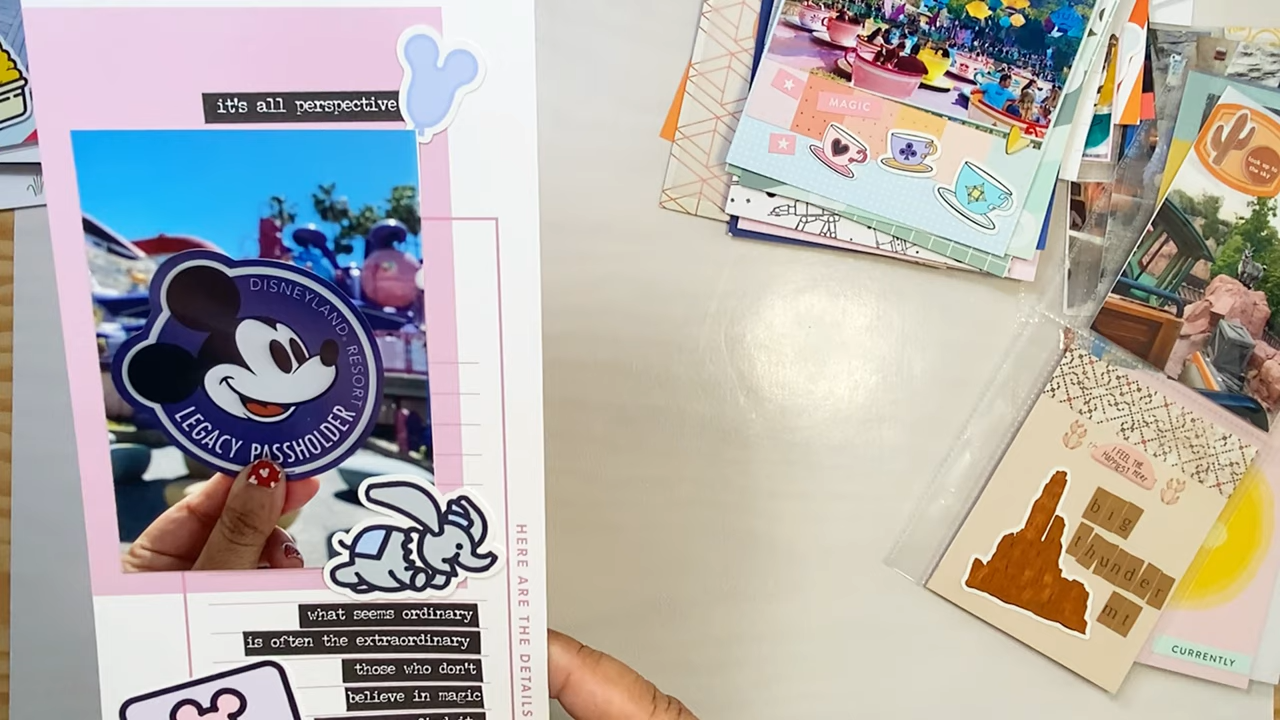 it's all perspective
DISNEYLAND® RESORT
LEGACY PASSHOLDER
HERE ARE THE DETAILS
what seems ordinary
is often the extraordinary
those who don't
believe in magic
MAGIC
look up to
the sky
I FEEL THE
HAPPIEST HERE
big
thunder
mt
CURRENTLY